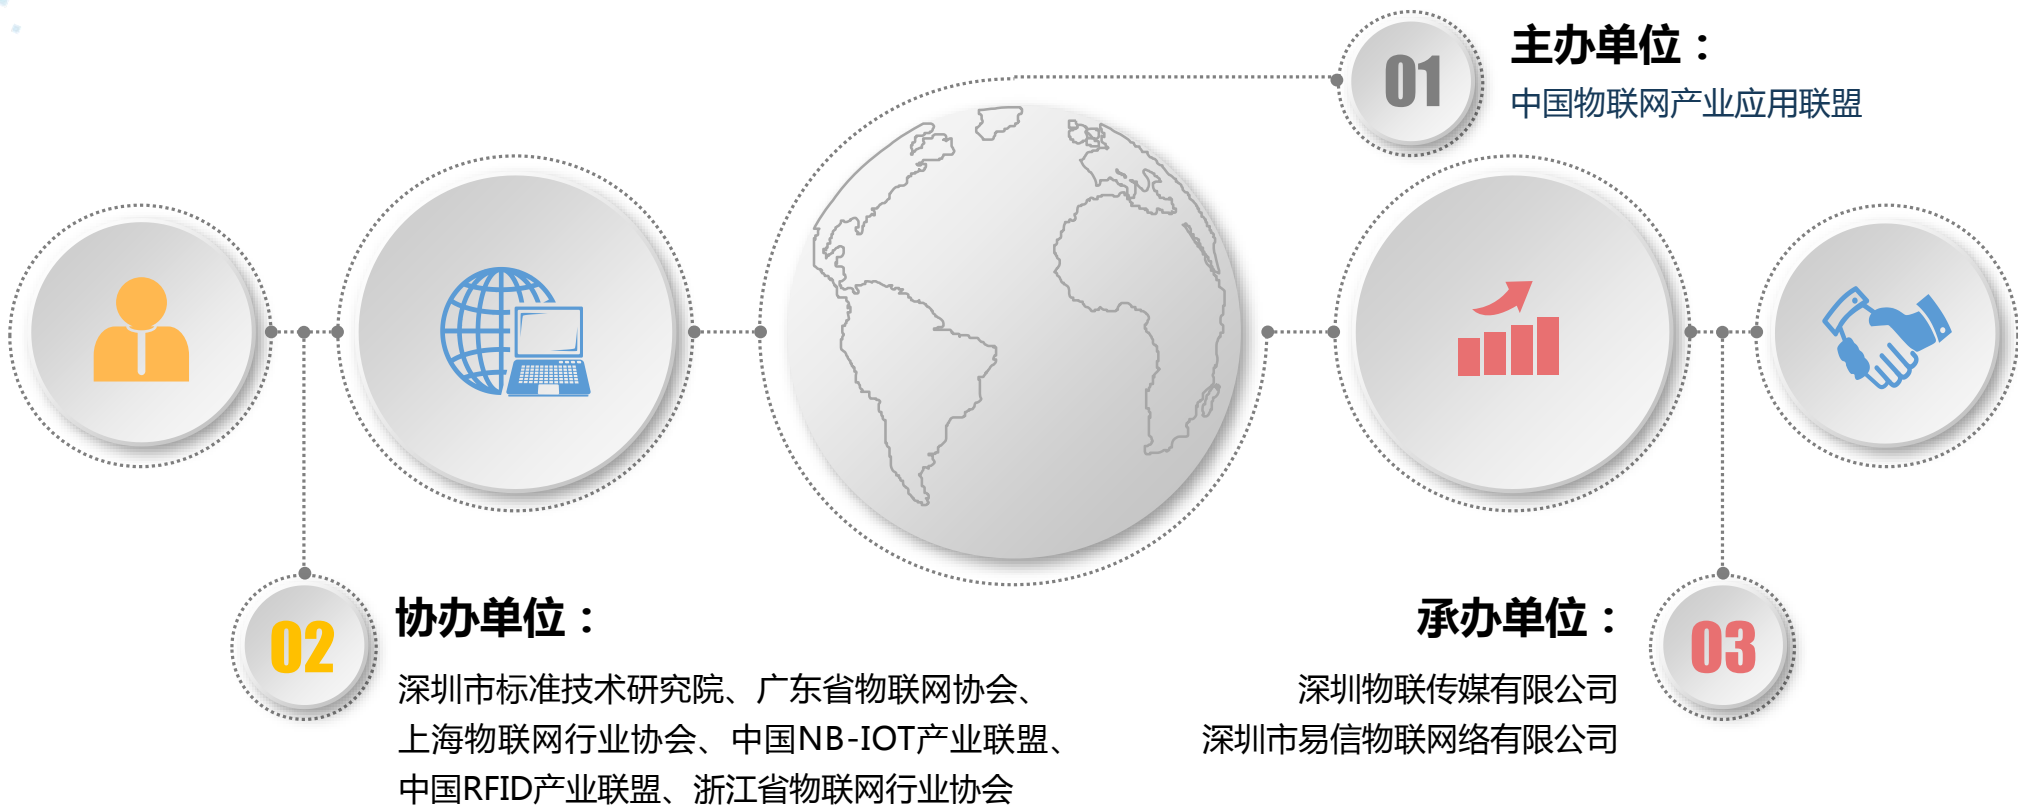 01
主办单位：
中国物联网产业应用联盟
02
协办单位：
深圳市标准技术研究院、广东省物联网协会、
上海物联网行业协会、中国NB-IOT产业联盟、
中国RFID产业联盟、浙江省物联网行业协会
承办单位：
03
深圳物联传媒有限公司
深圳市易信物联网络有限公司